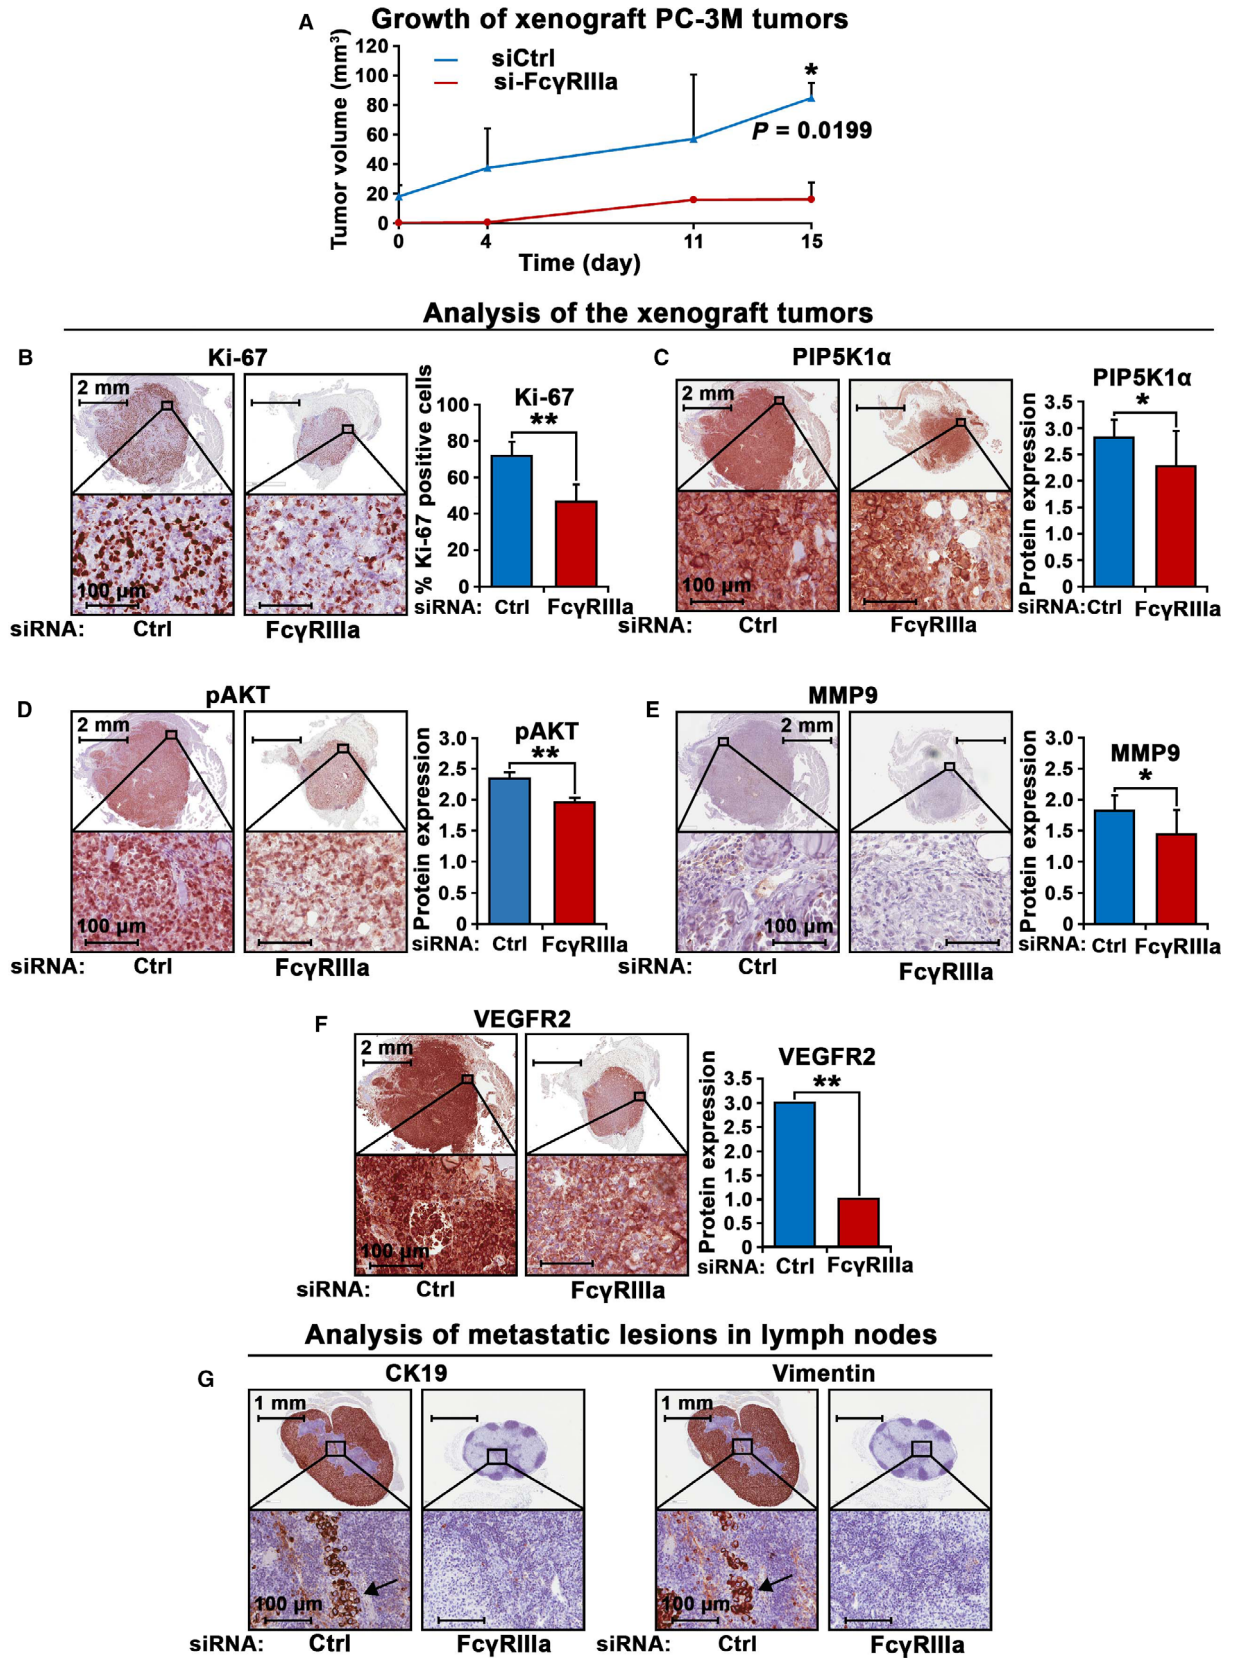 A
Growth of xenograft PC-3M tumors
Tumor volume (mm³)
120
100
80
60
40
20
0
siCtrl
si-FcγRIIIa
*
P = 0.0199
0 4 11 15
Time (day)
Analysis of the xenograft tumors
B
Ki-67
2 mm
100 µm
siRNA: Ctrl FcγRIIIa
% Ki-67 positive cells
Ki-67
**
100
80
60
40
20
0
siRNA: Ctrl FcγRIIIa
C
PIP5K1α
2 mm
100 µm
siRNA: Ctrl FcγRIIIa
Protein expression
PIP5K1α
*
3.5
3.0
2.5
2.0
1.5
1.0
0.5
0
siRNA: Ctrl FcγRIIIa
D
pAKT
2 mm
100 µm
siRNA: Ctrl FcγRIIIa
Protein expression
pAKT
**
3.0
2.5
2.0
1.5
1.0
0.5
0
siRNA: Ctrl FcγRIIIa
E
MMP9
2 mm
100 µm
siRNA: Ctrl FcγRIIIa
Protein expression
MMP9
*
3.0
2.5
2.0
1.5
1.0
0.5
0
siRNA: Ctrl FcγRIIIa
F
VEGFR2
2 mm
100 µm
siRNA: Ctrl FcγRIIIa
Protein expression
VEGFR2
**
3.5
3.0
2.5
2.0
1.5
1.0
0.5
0
siRNA: Ctrl FcγRIIIa
Analysis of metastatic lesions in lymph nodes
G
CK19
1 mm
100 µm
siRNA: Ctrl FcγRIIIa
Vimentin
1 mm
100 µm
siRNA: Ctrl FcγRIIIa